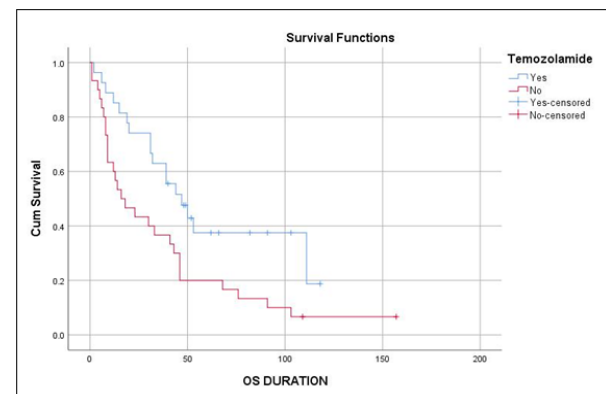 Survival Functions
Temozolamide
Yes
No
Yes-censored
No-censored
Cum Survival
1.0
0.8
0.6
0.4
0.2
0.0
0 50 100 150 200
OS DURATION